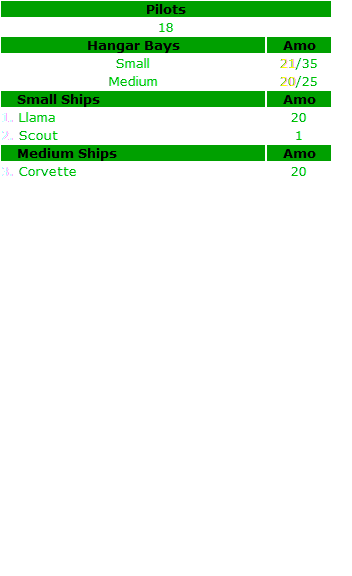 Pilots
18
Hangar Bays Amo
Small 21/35
Medium 20/25
Small Ships Amo
1. Llama 20
2. Scout 1
Medium Ships Amo
3. Corvette 20